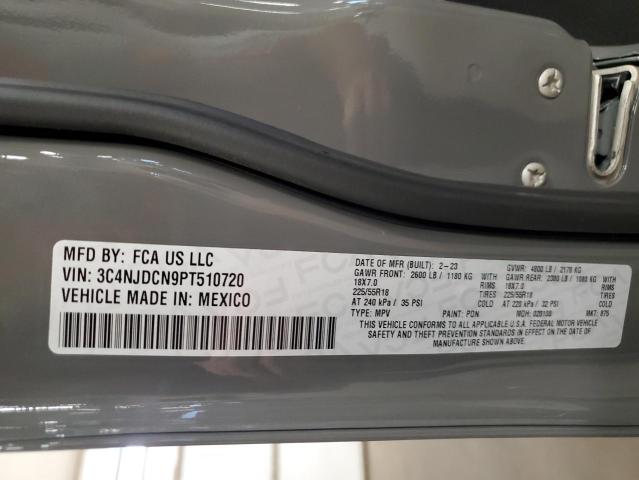 MFD BY: FCA US LLC
VIN: 3C4NJDCN9PT510720
VEHICLE MADE IN: MEXICO
DATE OF MFR (BUILT): 2-23 GVWR: 4800 LB / 2178 KG
GAWR FRONT: 2600 LB / 1180 KG GAWR REAR: 2380 LB / 1080 KG
18X7.0 RIMS 18X7.0 RIMS
225/55R18 TIRES 225/55R18 TIRES
AT 240 kPa / 35 PSI COLD AT 220 kPa / 32 PSI COLD
TYPE: MPV PAINT: PDN MDH: 020100 MKT: 875
THIS VEHICLE CONFORMS TO ALL APPLICABLE U.S.A. FEDERAL MOTOR VEHICLE
SAFETY AND THEFT PREVENTION STANDARDS IN EFFECT ON THE DATE OF
MANUFACTURE SHOWN ABOVE.